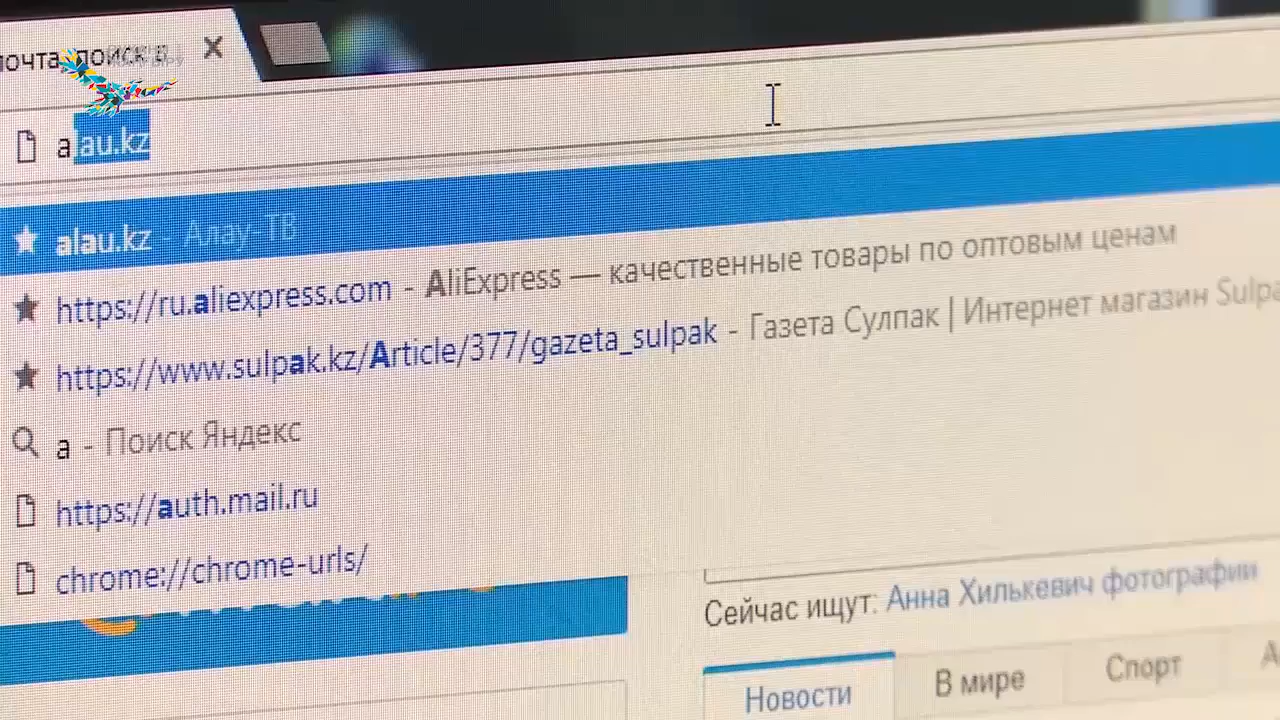 почта, поиск в
alau.kz
alau.kz - Алау-ТВ
https://ru.aliexpress.com - AliExpress — качественные товары по оптовым ценам
https://www.sulpak.kz/Article/377/gazeta_sulpak - Газета Сулпак | Интернет магазин
a - Поиск Яндекс
https://auth.mail.ru
chrome://chrome-urls/
Сейчас ищут: Анна Хилькевич фотографии
Новости
В мире
Спорт